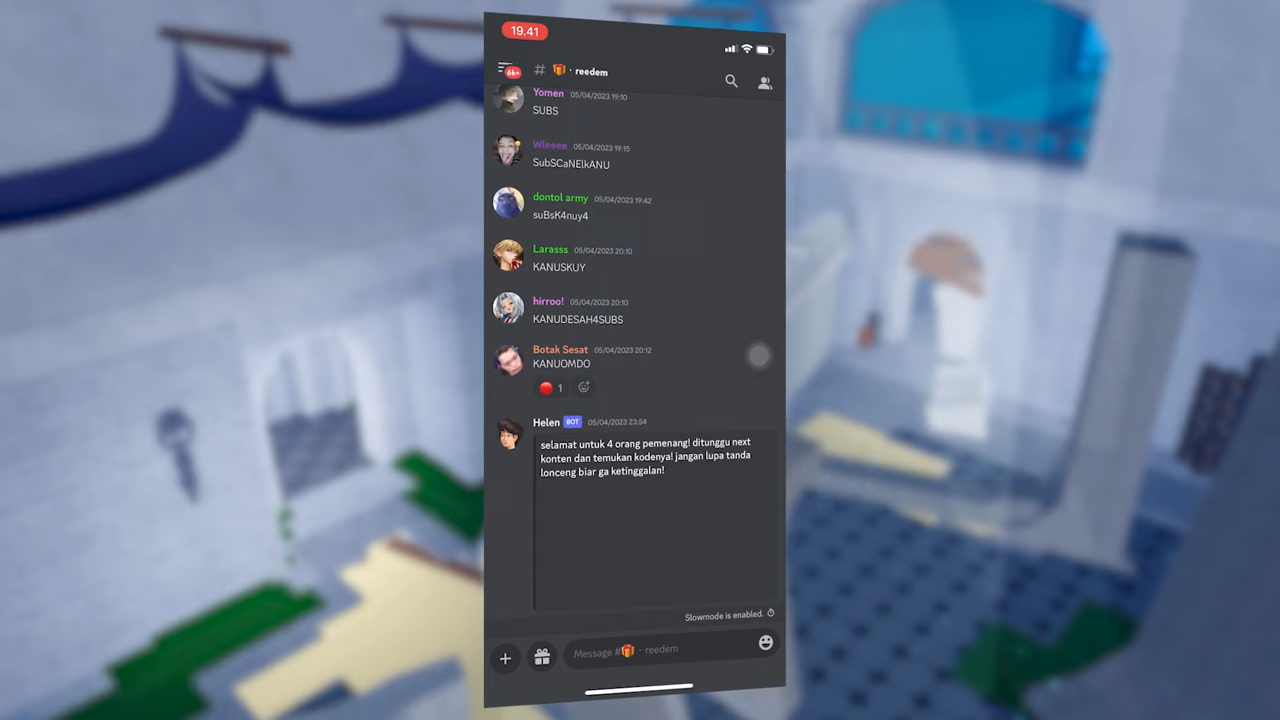 19.41
6k+
# 🎁 · reedem
Yomen 05/04/2023 19:10
SUBS
Wleeee 05/04/2023 19:15
SubSCaNElkANU
dontol army 05/04/2023 19:42
suBsK4nuy4
Larasss 05/04/2023 20:10
KANUSKUY
hirroo! 05/04/2023 20:10
KANUDESAH4SUBS
Botak Sesat 05/04/2023 20:12
KANUOMDO
1
Helen BOT 05/04/2023 23:54
selamat untuk 4 orang pemenang! ditunggu next
konten dan temukan kodenya! jangan lupa tanda
lonceng biar ga ketinggalan!
Slowmode is enabled.
Message #🎁 · reedem